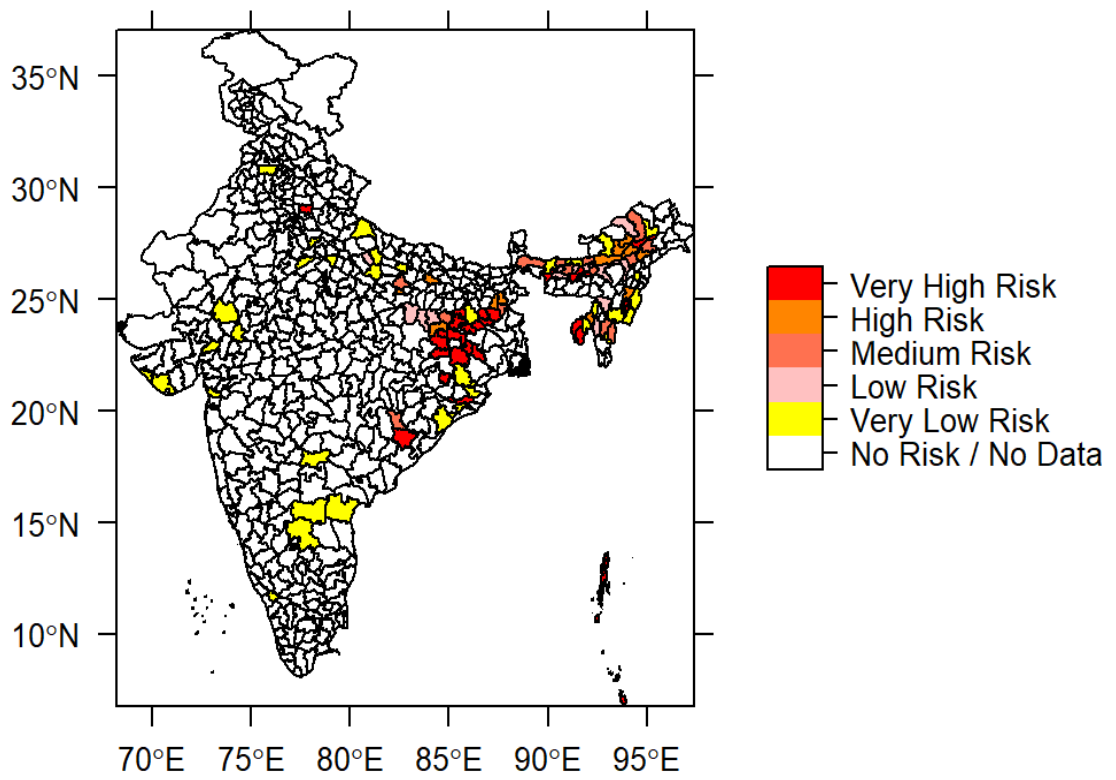 35°N
30°N
25°N
20°N
15°N
10°N
70°E 75°E 80°E 85°E 90°E 95°E
Very High Risk
High Risk
Medium Risk
Low Risk
Very Low Risk
No Risk / No Data